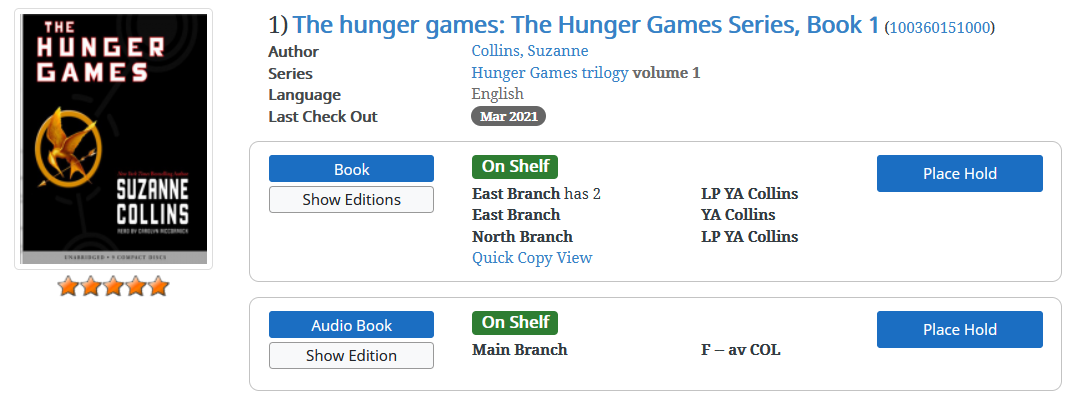 THE
HUNGER
GAMES
SUZANNE
COLLINS
READ BY CAROLYN MCCORMICK
UNABRIDGED • 9 COMPACT DISCS
1) The hunger games: The Hunger Games Series, Book 1 (100360151000)
Author Collins, Suzanne
Series Hunger Games trilogy volume 1
Language English
Last Check Out Mar 2021
Book
Show Editions
On Shelf
East Branch has 2 LP YA Collins
East Branch YA Collins
North Branch LP YA Collins
Quick Copy View
Place Hold
Audio Book
Show Edition
On Shelf
Main Branch F – av COL
Place Hold